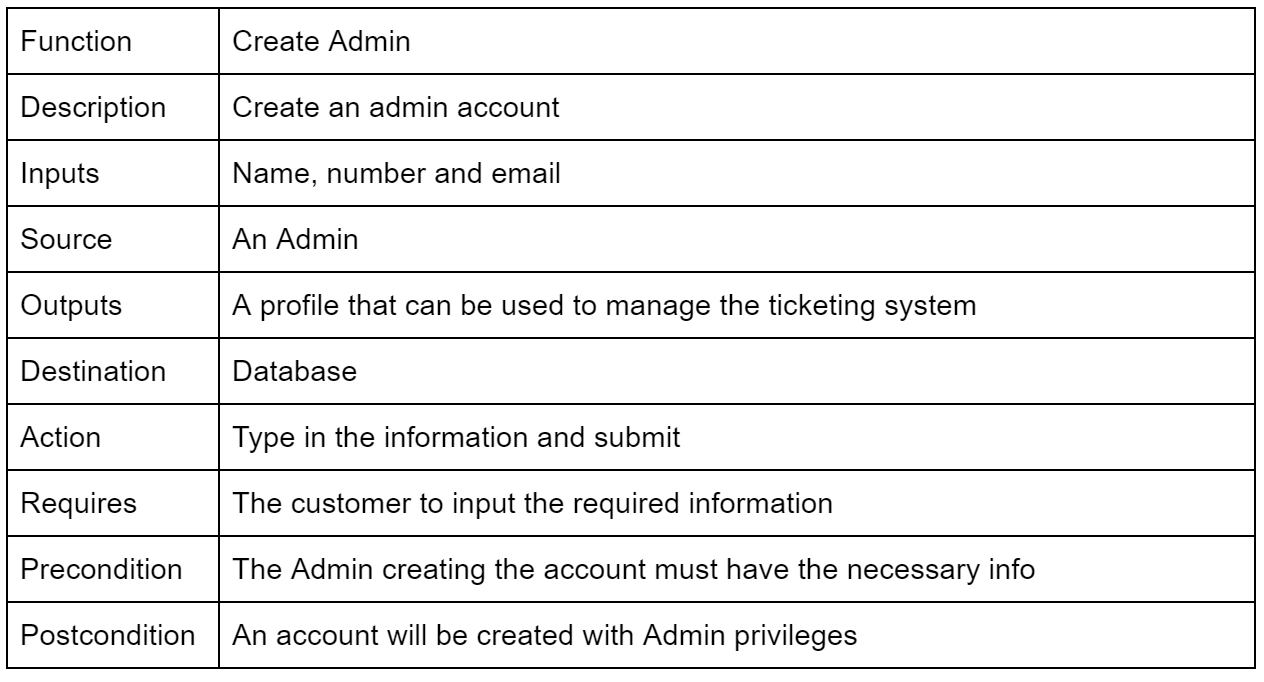 Function Create Admin
Description Create an admin account
Inputs Name, number and email
Source An Admin
Outputs A profile that can be used to manage the ticketing system
Destination Database
Action Type in the information and submit
Requires The customer to input the required information
Precondition The Admin creating the account must have the necessary info
Postcondition An account will be created with Admin privileges